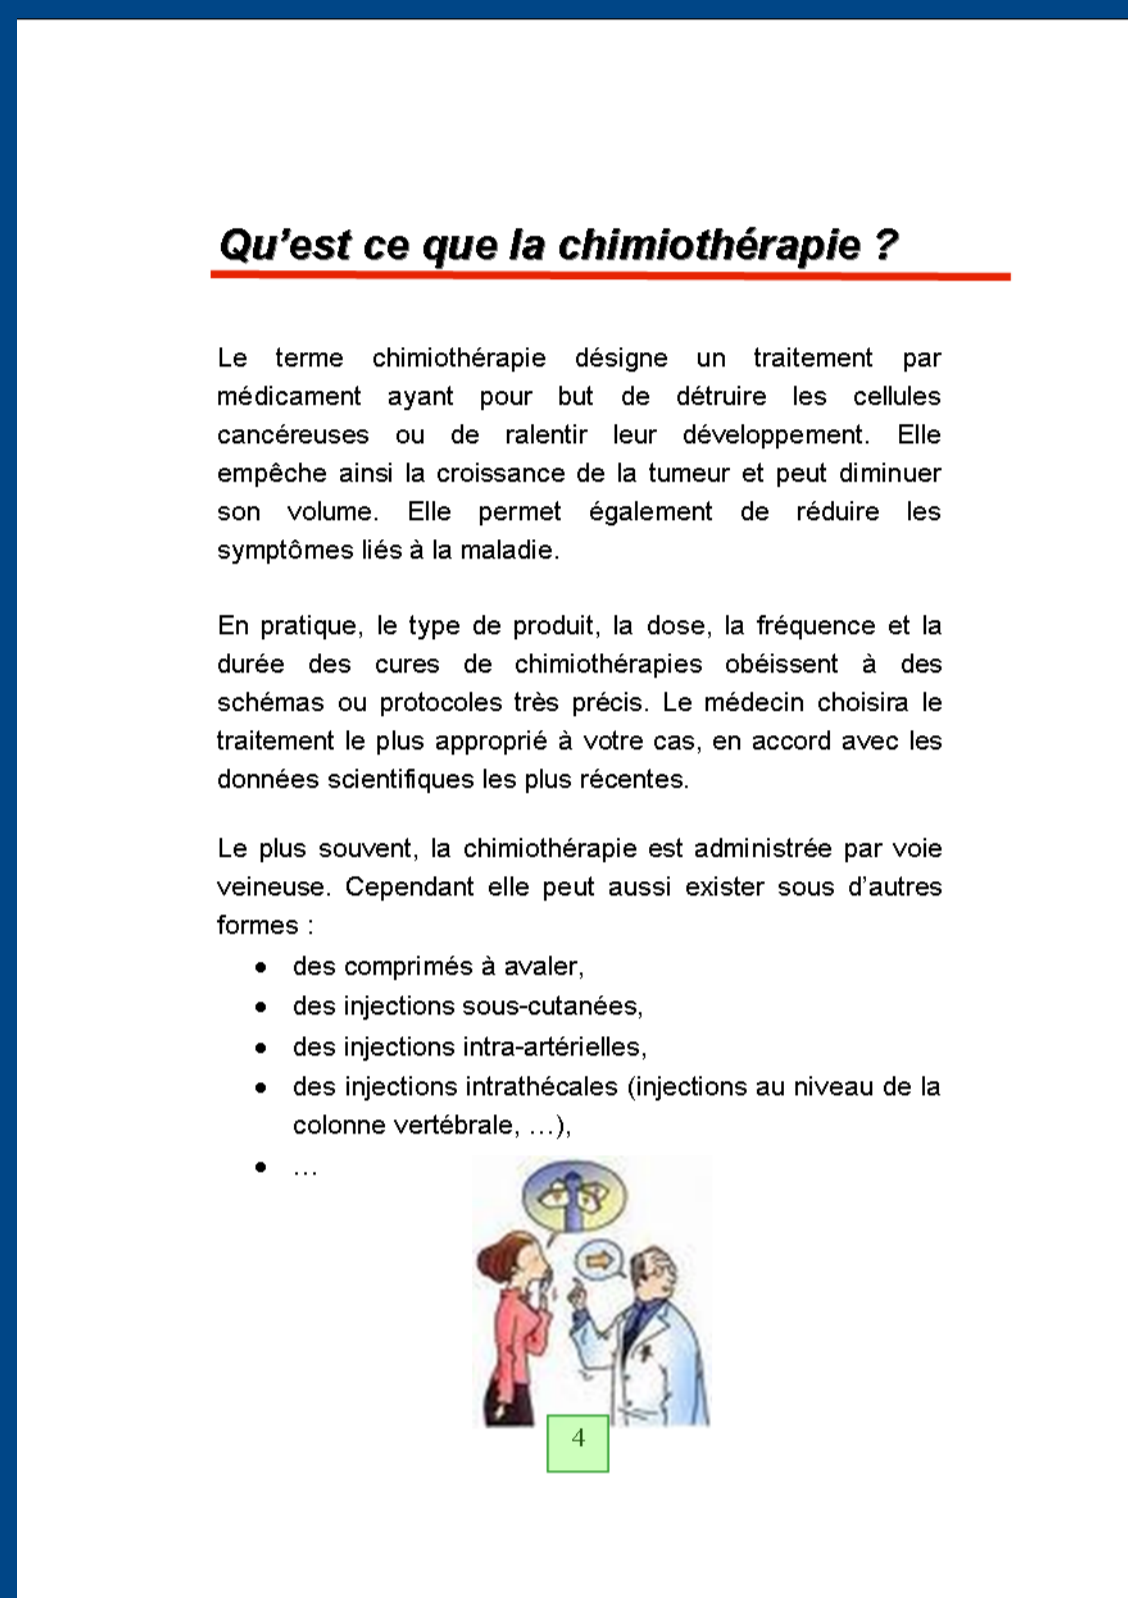 Qu’est ce que la chimiothérapie ?
Le terme chimiothérapie désigne un traitement par
médicament ayant pour but de détruire les cellules
cancéreuses ou de ralentir leur développement. Elle
empêche ainsi la croissance de la tumeur et peut diminuer
son volume. Elle permet également de réduire les
symptômes liés à la maladie.
En pratique, le type de produit, la dose, la fréquence et la
durée des cures de chimiothérapies obéissent à des
schémas ou protocoles très précis. Le médecin choisira le
traitement le plus approprié à votre cas, en accord avec les
données scientifiques les plus récentes.
Le plus souvent, la chimiothérapie est administrée par voie
veineuse. Cependant elle peut aussi exister sous d’autres
formes :
• des comprimés à avaler,
• des injections sous-cutanées,
• des injections intra-artérielles,
• des injections intrathécales (injections au niveau de la
colonne vertébrale, …),
• …
4